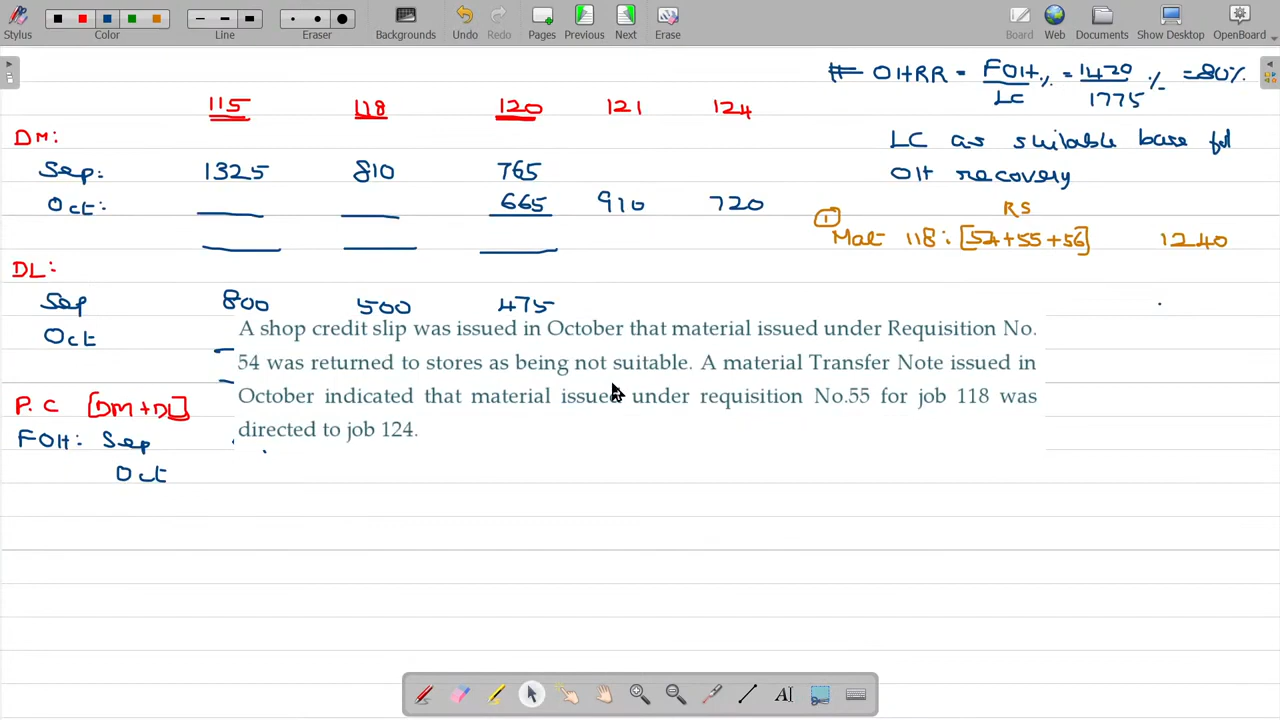 Stylus Color Line Eraser Backgrounds Undo Redo Pages Previous Next Erase Board Web Documents Show Desktop OpenBoard
# OHRR = FOH/LC % = 1420/1775 % = 80%
115 118 120 121 124
DM:
LC as suitable base for
Sep: 1325 810 765
OH recovery
Oct: 665 910 720
RS
① Mat 118: [54+55+56] 1240
DL:
Sep 800 500 475
A shop credit slip was issued in October that material issued under Requisition No.
Oct
54 was returned to stores as being not suitable. A material Transfer Note issued in
October indicated that material issued under requisition No.55 for job 118 was
P.C [DM+DL]
directed to job 124.
FOH: Sep
Oct